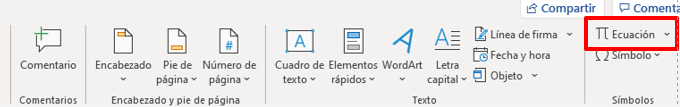 Compartir
Comenta
Comentario
Encabezado
Pie de
página
Número de
página
Cuadro de
texto
Elementos
rápidos
WordArt
Letra
capital
Línea de firma
Fecha y hora
Objeto
Ecuación
Símbolo
Comentarios
Encabezado y pie de página
Texto
Símbolos